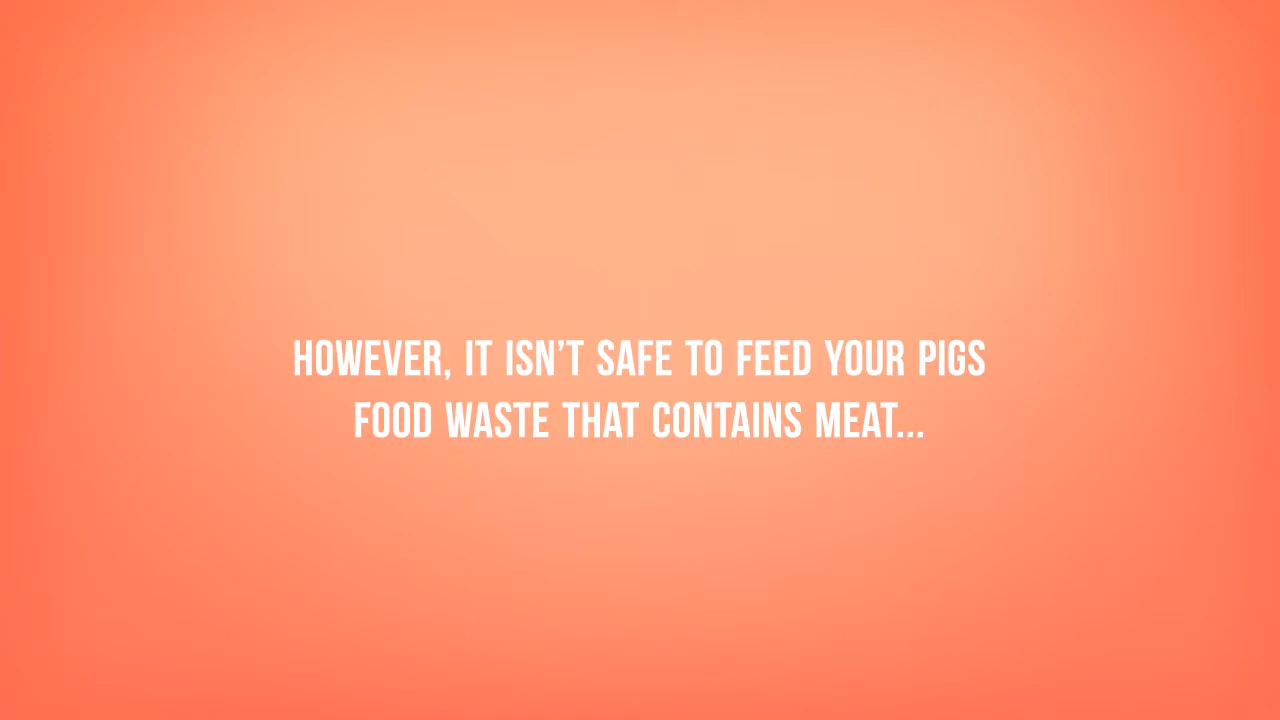 HOWEVER, IT ISN’T SAFE TO FEED YOUR PIGS
FOOD WASTE THAT CONTAINS MEAT...